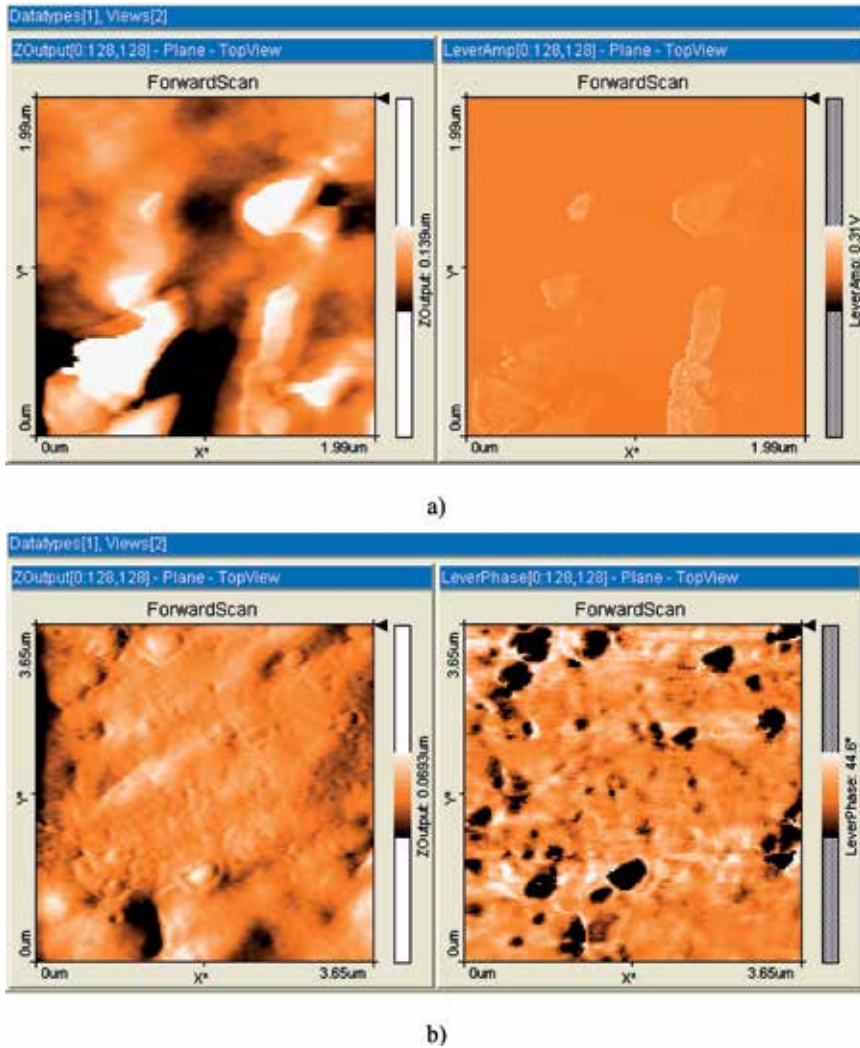 Datatypes[1], Views[2]
ZOutput[0:128,128] - Plane - TopView
ForwardScan
1.99um
Y*
0um
0um
X*
1.99um
ZOutput: 0.139um
LeverAmp[0:128,128] - Plane - TopView
ForwardScan
1.99um
Y*
0um
0um
X*
1.99um
LeverAmp: 0.31V
a)
Datatypes[1], Views[2]
ZOutput[0:128,128] - Plane - TopView
ForwardScan
3.65um
Y*
0um
0um
X*
3.65um
ZOutput: 0.0693um
LeverPhase[0:128,128] - Plane - TopView
ForwardScan
3.65um
Y*
0um
0um
X*
3.65um
LeverPhase: 44.6*
b)